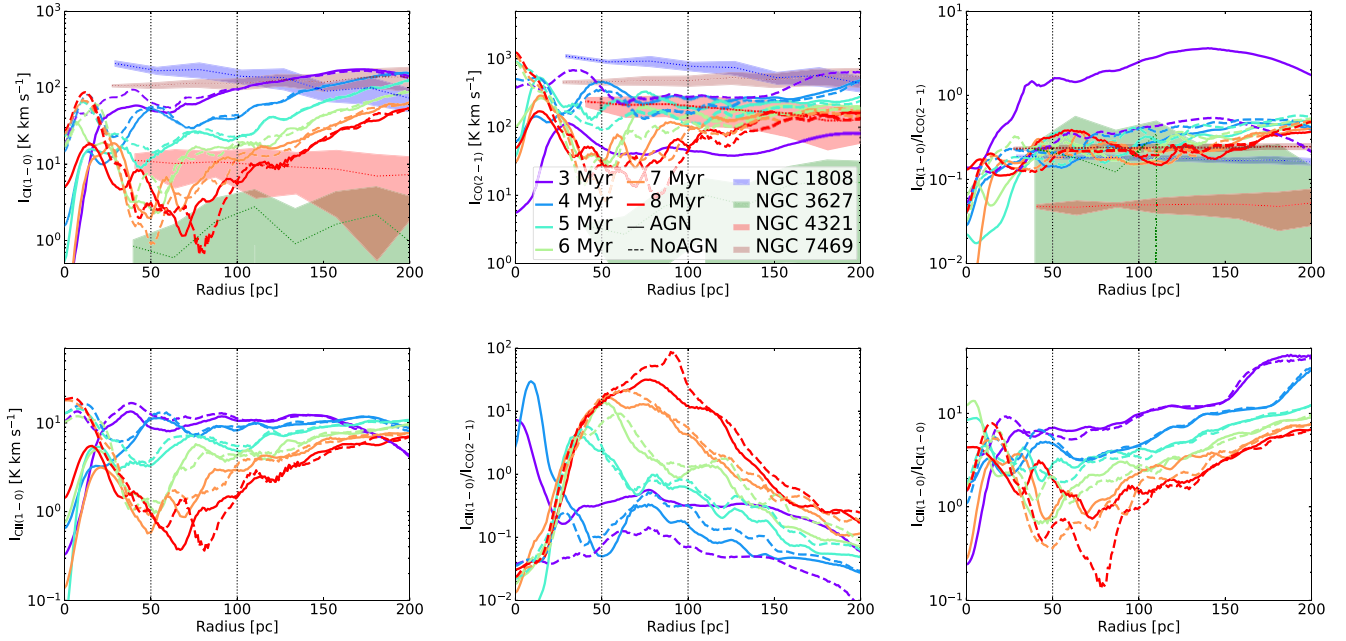 10³
10²
10¹
10⁰
I_CI(1−0) [K km s⁻¹]
0 50 100 150 200
Radius [pc]
10³
10²
10¹
10⁰
I_CO(2−1) [K km s⁻¹]
3 Myr
4 Myr
5 Myr
6 Myr
7 Myr
8 Myr
AGN
NoAGN
NGC 1808
NGC 3627
NGC 4321
NGC 7469
0 50 100 150 200
Radius [pc]
10¹
10⁰
10⁻¹
10⁻²
I_CI(1−0)/I_CO(2−1)
0 50 100 150 200
Radius [pc]
10¹
10⁰
10⁻¹
I_CII(1−0) [K km s⁻¹]
0 50 100 150 200
Radius [pc]
10²
10¹
10⁰
10⁻¹
10⁻²
I_CII(1−0)/I_CO(2−1)
0 50 100 150 200
Radius [pc]
10¹
10⁰
10⁻¹
I_CII(1−0)/I_CI(1−0)
0 50 100 150 200
Radius [pc]